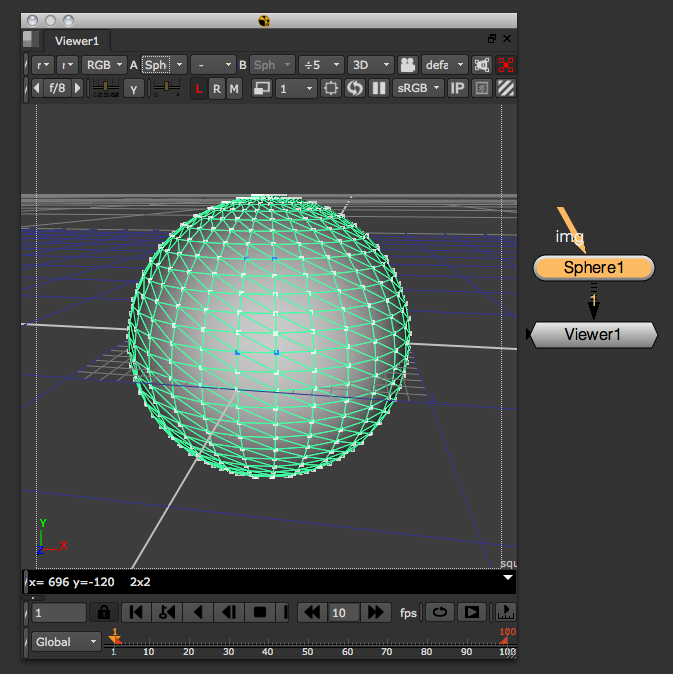 Viewer1
r r RGB A Sph - B Sph ÷5 3D defa
f/8 γ L R M 1 sRGB IP
img
Sphere1
1
Viewer1
Y
Z X
squ
x= 696 y=-120 2x2
1 10 fps
Global 1 100
1 10 20 30 40 50 60 70 80 90 100